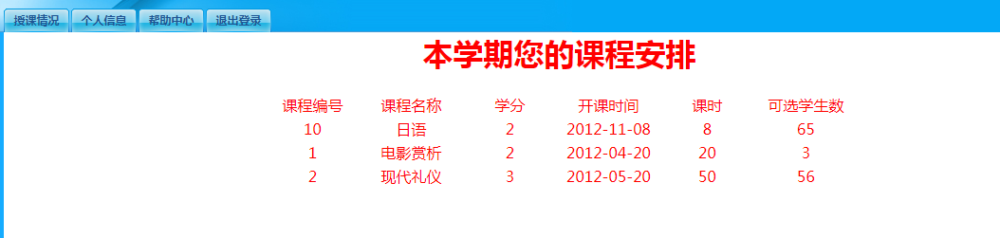 授课情况 个人信息 帮助中心 退出登录
本学期您的课程安排
课程编号 课程名称 学分 开课时间 课时 可选学生数
10 日语 2 2012-11-08 8 65
1 电影赏析 2 2012-04-20 20 3
2 现代礼仪 3 2012-05-20 50 56